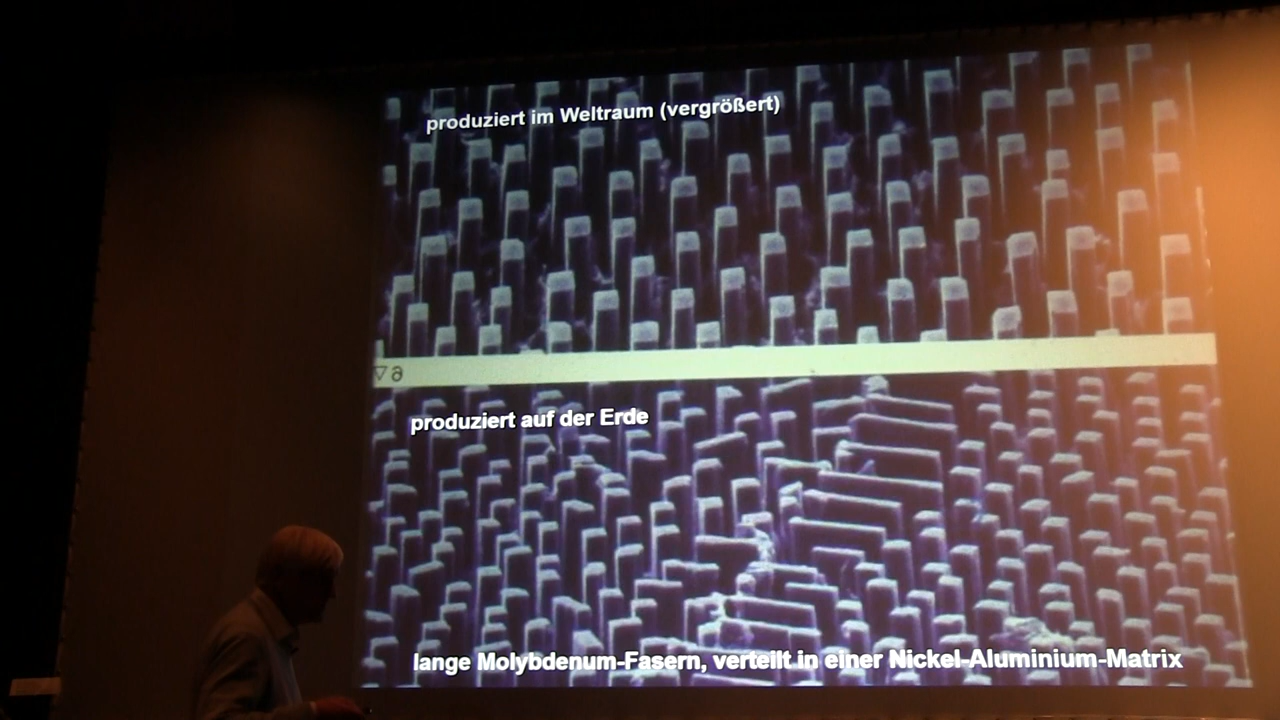 produziert im Weltraum (vergrößert)
produziert auf der Erde
lange Molybdenum-Fasern, verteilt in einer Nickel-Aluminium-Matrix